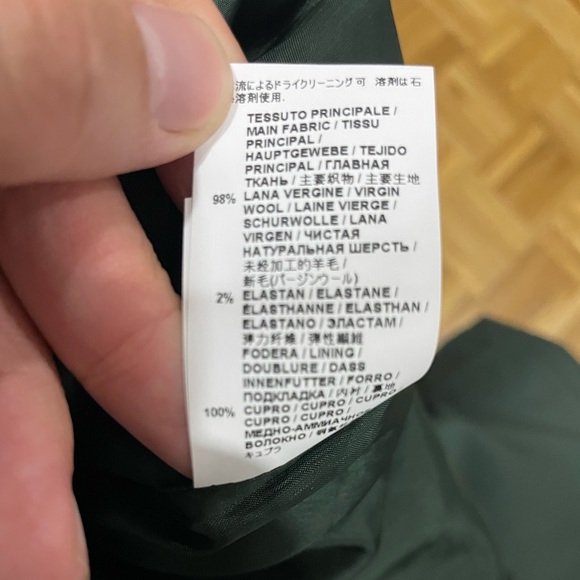 流によるドライクリーニング可 溶剤は石
溶剤使用.
TESSUTO PRINCIPALE /
MAIN FABRIC / TISSU
PRINCIPAL /
HAUPTGEWEBE / TEJIDO
PRINCIPAL / ГЛАВНАЯ
ТКАНЬ / 主要织物 / 主要生地
98% LANA VERGINE / VIRGIN
WOOL / LAINE VIERGE /
SCHURWOLLE / LANA
VIRGEN / ЧИСТАЯ
НАТУРАЛЬНАЯ ШЕРСТЬ /
未经加工的羊毛 /
新毛(バージンウール)
2% ELASTAN / ELASTANE /
ELASTHANNE / ELASTHAN /
ELASTANO / ЭЛАСТАМ /
弹力纤维 / 弾性繊維
FODERA / LINING /
DOUBLURE / DASS
INNENFUTTER / FORRO /
ПОДКЛАДКА / 内衬 / 裏地
100% CUPRO / CUPRO / CUPRO
CUPRO / CUPRO /
МЕДНО-АММИАЧНОЕ
ВОЛОКНО /
キュプラ